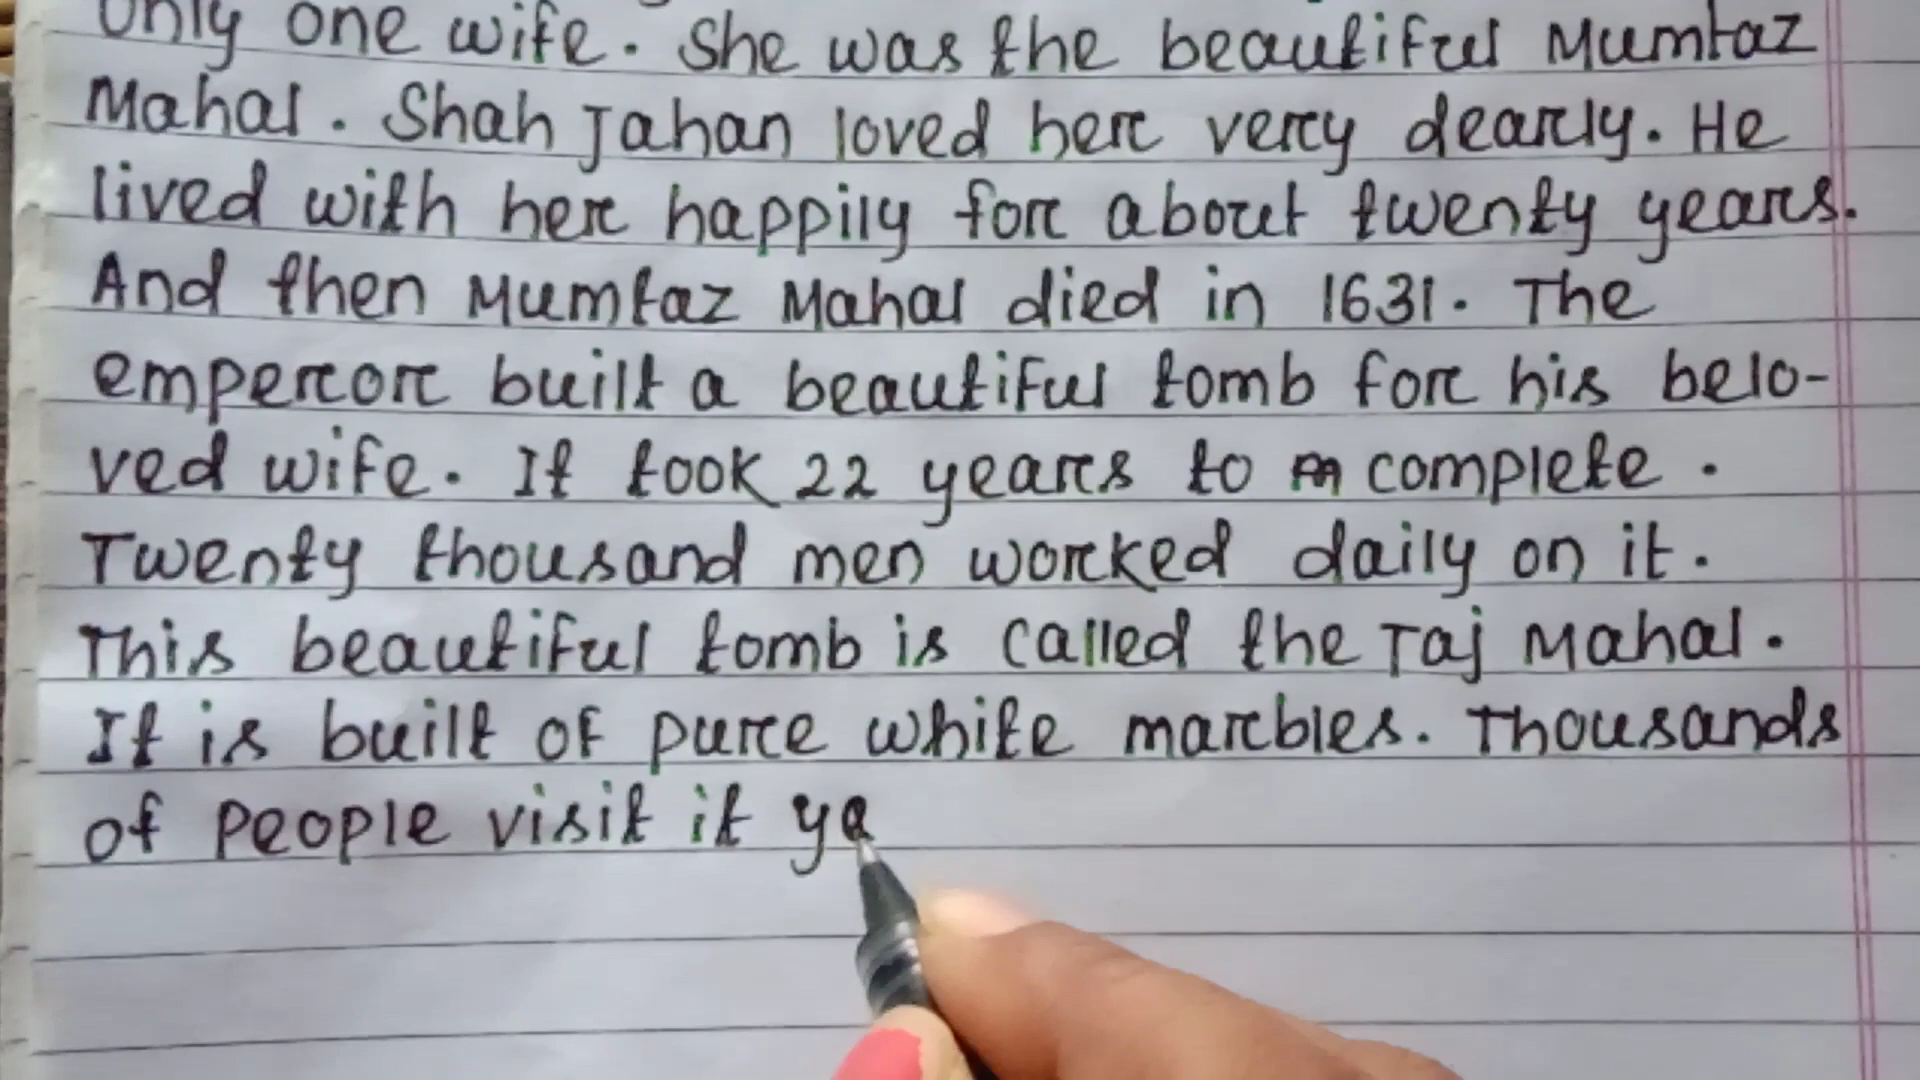 only one wife. She was the beautiful Mumtaz
Mahal. Shah Jahan loved her very dearly. He
lived with her happily for about twenty years.
And then Mumtaz Mahal died in 1631. The
emperor built a beautiful tomb for his belo-
ved wife. It took 22 years to complete.
Twenty thousand men worked daily on it.
This beautiful tomb is called the Taj Mahal.
It is built of pure white marbles. Thousands
of people visit it ye